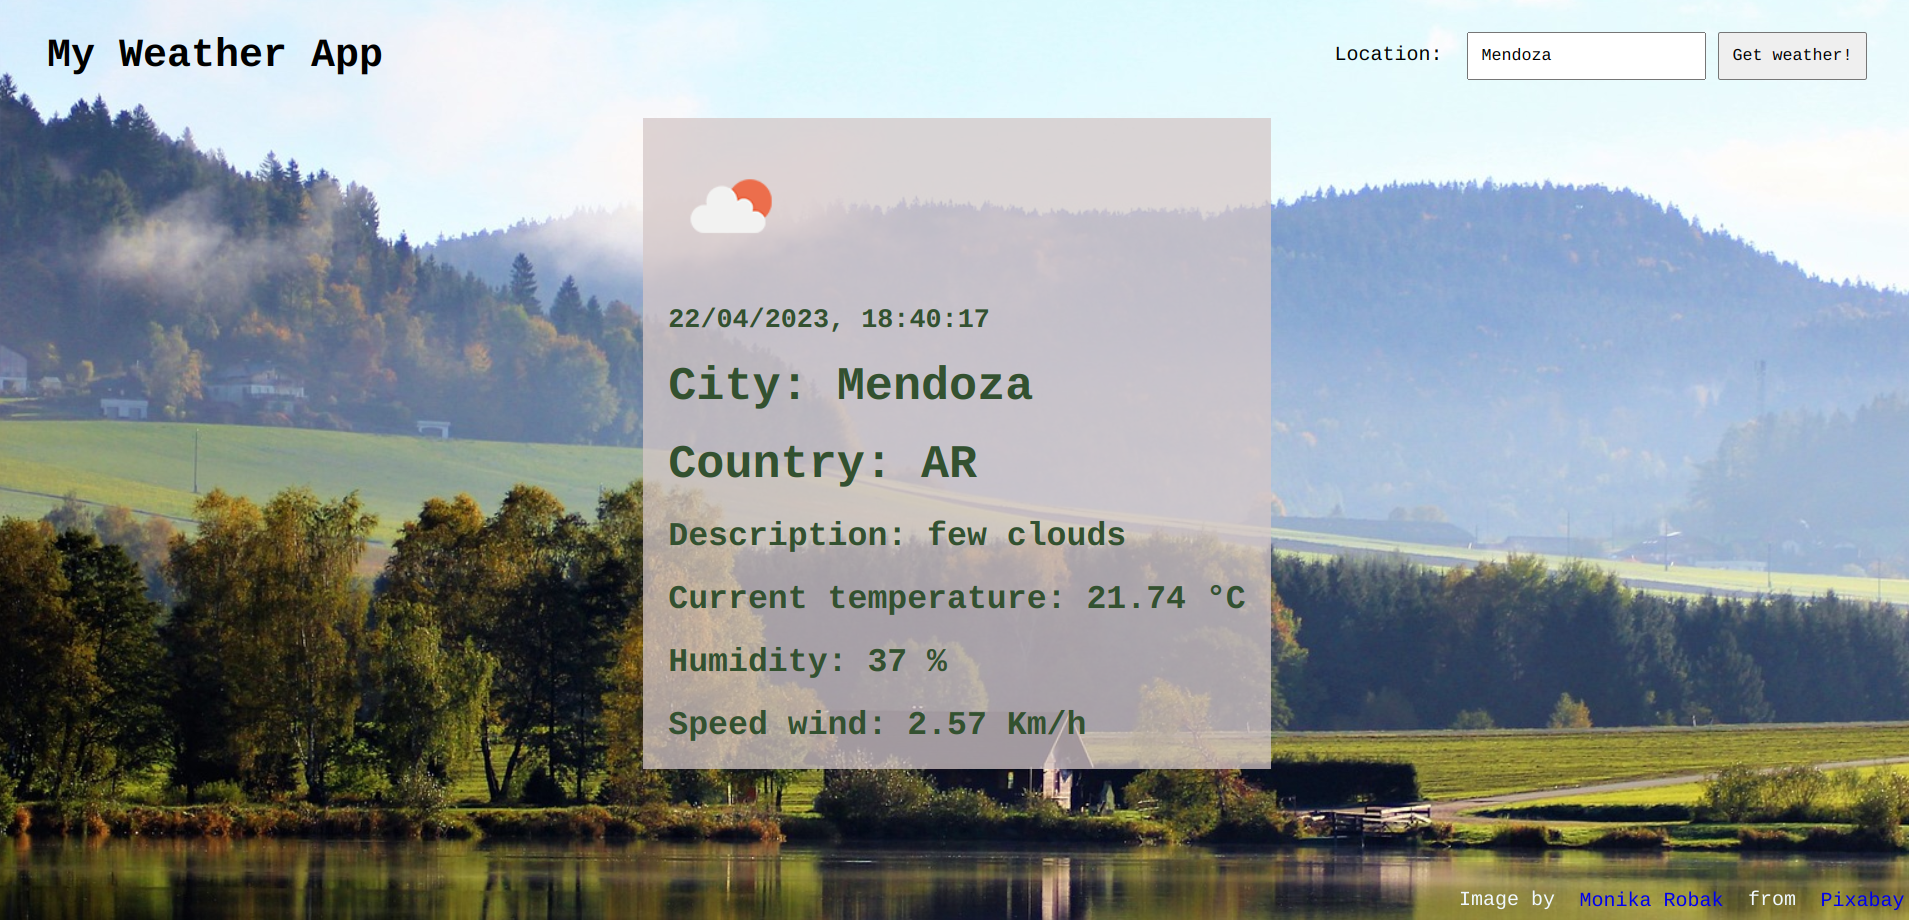 My Weather App
Location: Mendoza Get weather!
22/04/2023, 18:40:17
City: Mendoza
Country: AR
Description: few clouds
Current temperature: 21.74 °C
Humidity: 37 %
Speed wind: 2.57 Km/h
Image by Monika Robak from Pixabay